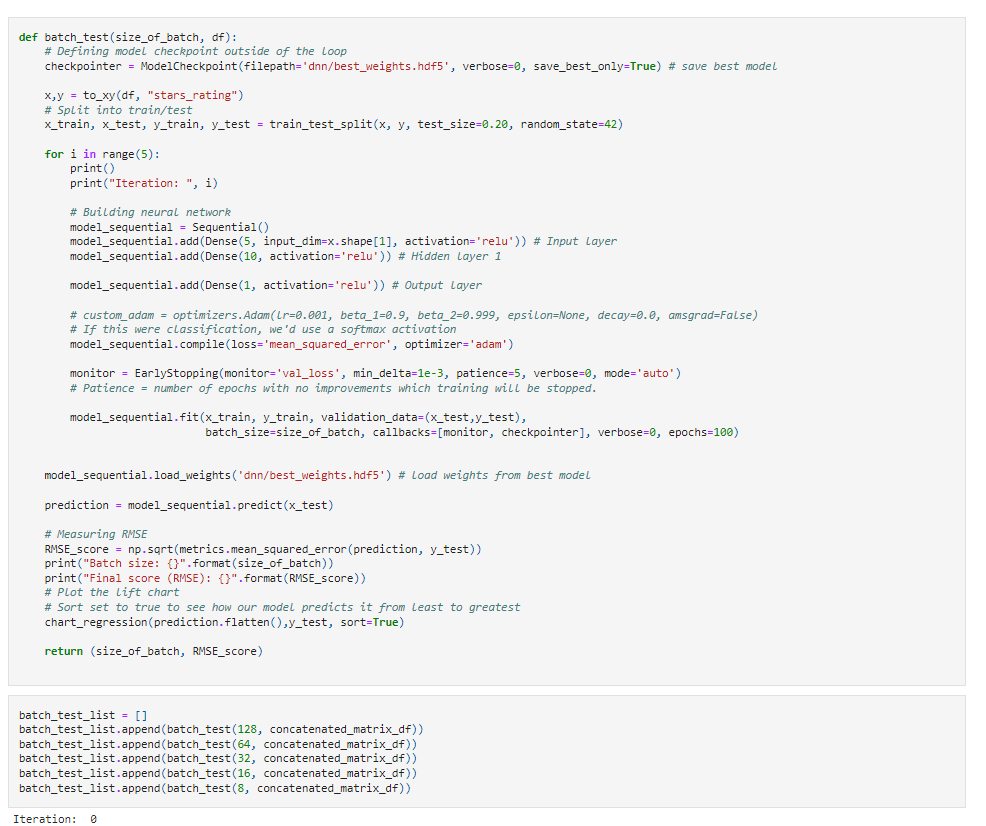 def batch_test(size_of_batch, df):
# Defining model checkpoint outside of the loop
checkpointer = ModelCheckpoint(filepath='dnn/best_weights.hdf5', verbose=0, save_best_only=True) # save best model
x,y = to_xy(df, "stars_rating")
# Split into train/test
x_train, x_test, y_train, y_test = train_test_split(x, y, test_size=0.20, random_state=42)
for i in range(5):
print()
print("Iteration: ", i)
# Building neural network
model_sequential = Sequential()
model_sequential.add(Dense(5, input_dim=x.shape[1], activation='relu')) # Input layer
model_sequential.add(Dense(10, activation='relu')) # Hidden layer 1
model_sequential.add(Dense(1, activation='relu')) # Output layer
# custom_adam = optimizers.Adam(lr=0.001, beta_1=0.9, beta_2=0.999, epsilon=None, decay=0.0, amsgrad=False)
# If this were classification, we'd use a softmax activation
model_sequential.compile(loss='mean_squared_error', optimizer='adam')
monitor = EarlyStopping(monitor='val_loss', min_delta=1e-3, patience=5, verbose=0, mode='auto')
# Patience = number of epochs with no improvements which training will be stopped.
model_sequential.fit(x_train, y_train, validation_data=(x_test,y_test),
batch_size=size_of_batch, callbacks=[monitor, checkpointer], verbose=0, epochs=100)
model_sequential.load_weights('dnn/best_weights.hdf5') # load weights from best model
prediction = model_sequential.predict(x_test)
# Measuring RMSE
RMSE_score = np.sqrt(metrics.mean_squared_error(prediction, y_test))
print("Batch size: {}".format(size_of_batch))
print("Final score (RMSE): {}".format(RMSE_score))
# Plot the lift chart
# Sort set to true to see how our model predicts it from least to greatest
chart_regression(prediction.flatten(),y_test, sort=True)
return (size_of_batch, RMSE_score)
batch_test_list = []
batch_test_list.append(batch_test(128, concatenated_matrix_df))
batch_test_list.append(batch_test(64, concatenated_matrix_df))
batch_test_list.append(batch_test(32, concatenated_matrix_df))
batch_test_list.append(batch_test(16, concatenated_matrix_df))
batch_test_list.append(batch_test(8, concatenated_matrix_df))
Iteration:  0